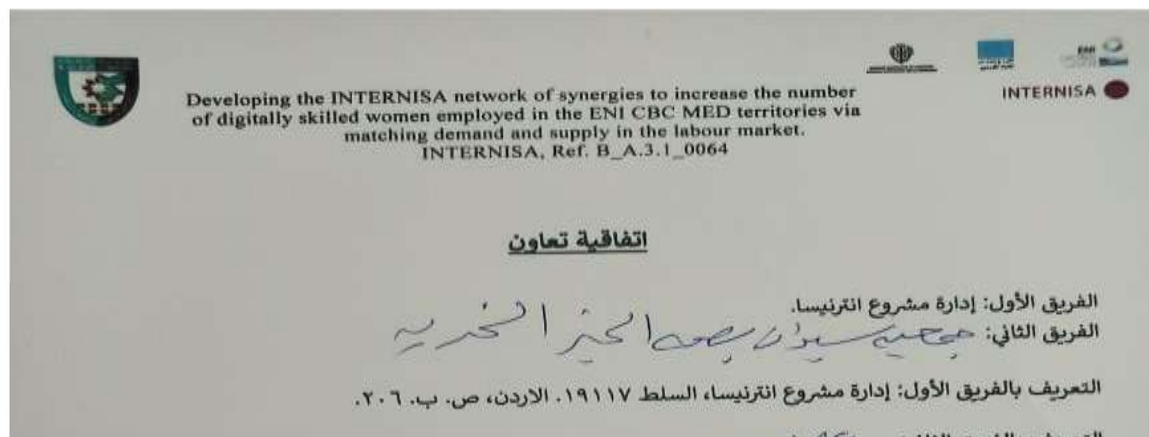 Developing the INTERNISA network of synergies to increase the number
of digitally skilled women employed in the ENI CBC MED territories via
matching demand and supply in the labour market.
INTERNISA, Ref. B_A.3.1_0064
INTERNISA
اتفاقية تعاون
الفريق الأول: إدارة مشروع انترنيسا.
الفريق الثاني: جمعية سيدات الخير الخيرية
التعريف بالفريق الأول: إدارة مشروع انترنيسا، السلط ١٩١١٧. الاردن، ص. ب. ٢٠٦.